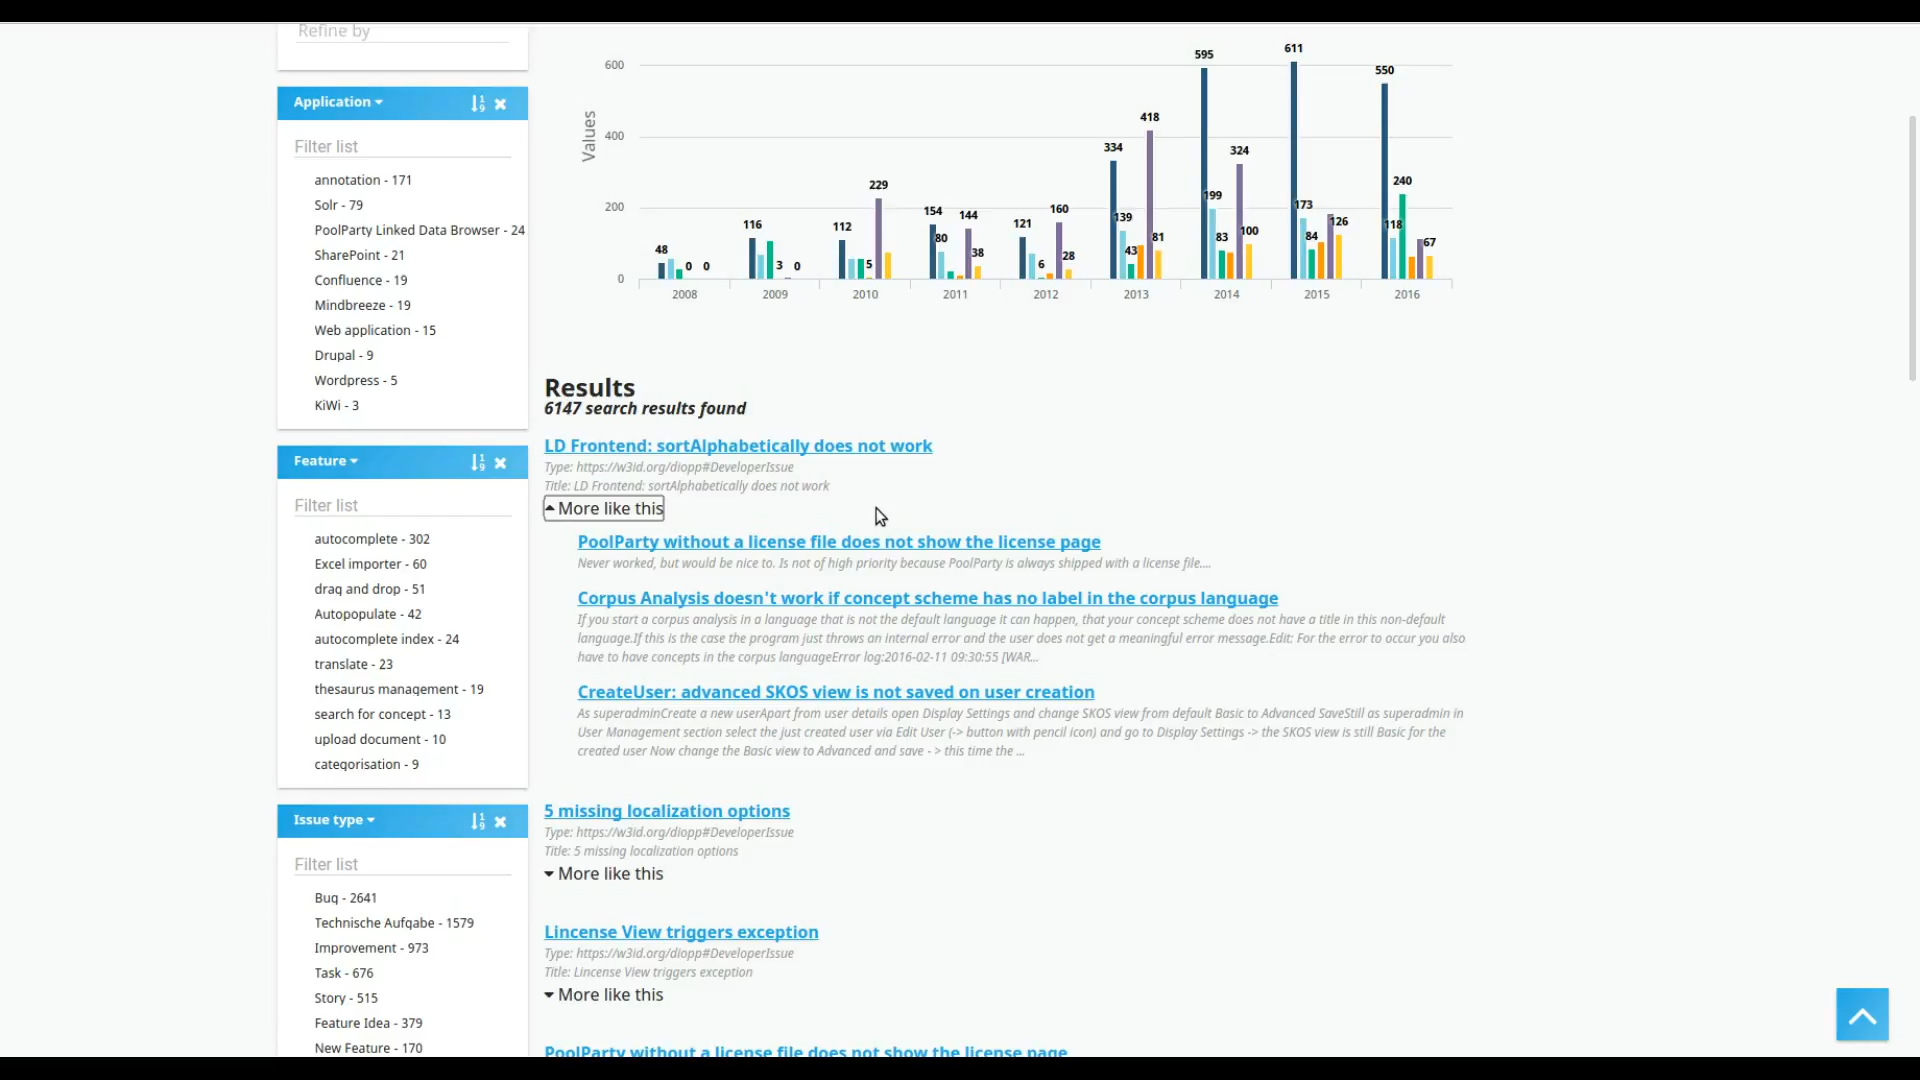 Refine by
Application
Filter list
annotation - 171
Solr - 79
PoolParty Linked Data Browser - 24
SharePoint - 21
Confluence - 19
Mindbreeze - 19
Web application - 15
Drupal - 9
Wordpress - 5
KiWi - 3
Feature
Filter list
autocomplete - 302
Excel importer - 60
drag and drop - 51
Autopopulate - 42
autocomplete index - 24
translate - 23
thesaurus management - 19
search for concept - 13
upload document - 10
categorisation - 9
Issue type
Filter list
Bug - 2641
Technische Aufgabe - 1579
Improvement - 973
Task - 676
Story - 515
Feature Idea - 379
New Feature - 170
Values
600
400
200
0
48 0 0
116 3 0
112 5 229
154 80 144 38
121 6 160 28
334 139 43 418 81
595 199 83 324 100
611 173 84 126
550 118 240 67
2008 2009 2010 2011 2012 2013 2014 2015 2016
Results
6147 search results found
LD Frontend: sortAlphabetically does not work
Type: https://w3id.org/diopp#DeveloperIssue
Title: LD Frontend: sortAlphabetically does not work
More like this
PoolParty without a license file does not show the license page
Never worked, but would be nice to. Is not of high priority because PoolParty is always shipped with a license file....
Corpus Analysis doesn't work if concept scheme has no label in the corpus language
If you start a corpus analysis in a language that is not the default language it can happen, that your concept scheme does not have a title in this non-default
language.If this is the case the program just throws an internal error and the user does not get a meaningful error message.Edit: For the error to occur you also
have to have concepts in the corpus languageError log:2016-02-11 09:30:55 [WAR...
CreateUser: advanced SKOS view is not saved on user creation
As superadminCreate a new userApart from user details open Display Settings and change SKOS view from default Basic to Advanced SaveStill as superadmin in
User Management section select the just created user via Edit User (-> button with pencil icon) and go to Display Settings -> the SKOS view is still Basic for the
created user Now change the Basic view to Advanced and save - > this time the ...
5 missing localization options
Type: https://w3id.org/diopp#DeveloperIssue
Title: 5 missing localization options
More like this
Lincense View triggers exception
Type: https://w3id.org/diopp#DeveloperIssue
Title: Lincense View triggers exception
More like this
PoolParty without a license file does not show the license page